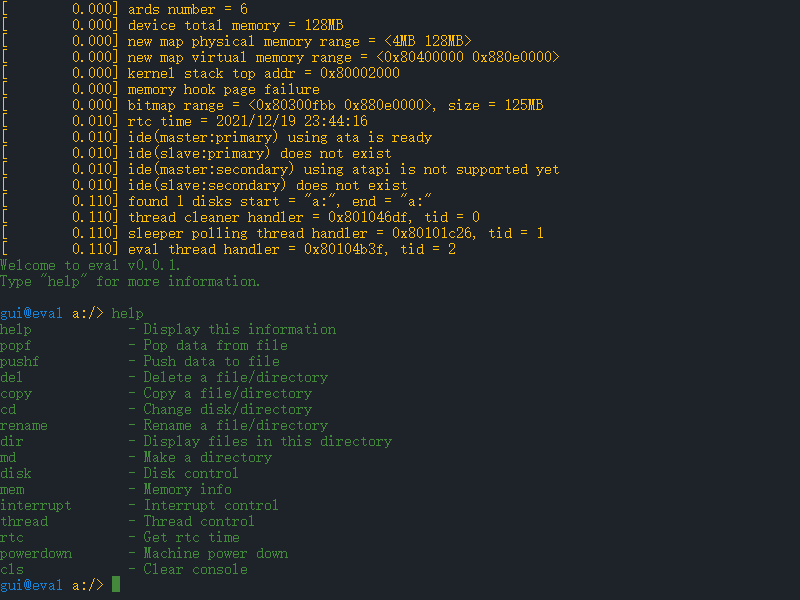 [        0.000] ards number = 6
[        0.000] device total memory = 128MB
[        0.000] new map physical memory range = <4MB 128MB>
[        0.000] new map virtual memory range = <0x80400000 0x880e0000>
[        0.000] kernel stack top addr = 0x80002000
[        0.000] memory hook page failure
[        0.000] bitmap range = <0x80300fbb 0x880e0000>, size = 125MB
[        0.010] rtc time = 2021/12/19 23:44:16
[        0.010] ide(master:primary) using ata is ready
[        0.010] ide(slave:primary) does not exist
[        0.010] ide(master:secondary) using atapi is not supported yet
[        0.010] ide(slave:secondary) does not exist
[        0.110] found 1 disks start = "a:", end = "a:"
[        0.110] thread cleaner handler = 0x801046df, tid = 0
[        0.110] sleeper polling thread handler = 0x80101c26, tid = 1
[        0.110] eval thread handler = 0x80104b3f, tid = 2
Welcome to eval v0.0.1.
Type "help" for more information.
gui@eval a:/> help
help            - Display this information
popf            - Pop data from file
pushf           - Push data to file
del             - Delete a file/directory
copy            - Copy a file/directory
cd              - Change disk/directory
rename          - Rename a file/directory
dir             - Display files in this directory
md              - Make a directory
disk            - Disk control
mem             - Memory info
interrupt       - Interrupt control
thread          - Thread control
rtc             - Get rtc time
powerdown       - Machine power down
cls             - Clear console
gui@eval a:/>